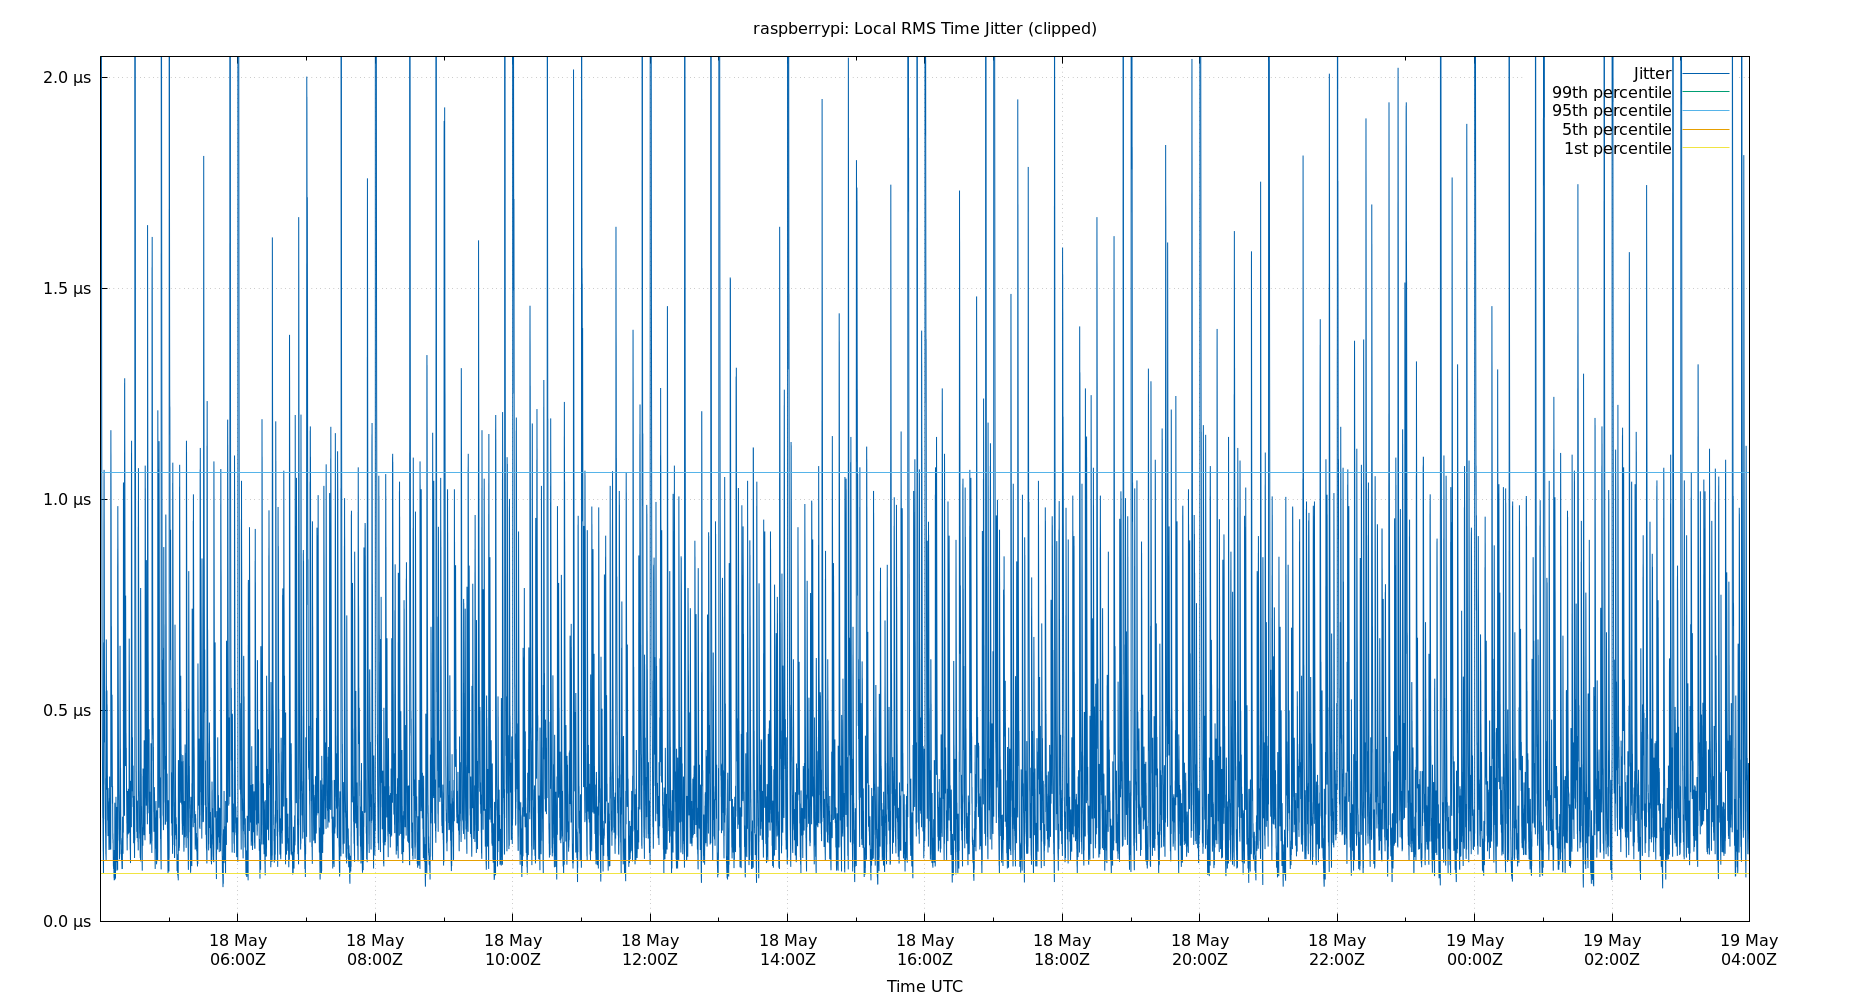 raspberrypi: Local RMS Time Jitter (clipped)
2.0 µs
1.5 µs
1.0 µs
0.5 µs
0.0 µs
Jitter
99th percentile
95th percentile
5th percentile
1st percentile
18 May 18 May 18 May 18 May 18 May 18 May 18 May 18 May 18 May 19 May 19 May 19 May
06:00Z 08:00Z 10:00Z 12:00Z 14:00Z 16:00Z 18:00Z 20:00Z 22:00Z 00:00Z 02:00Z 04:00Z
Time UTC